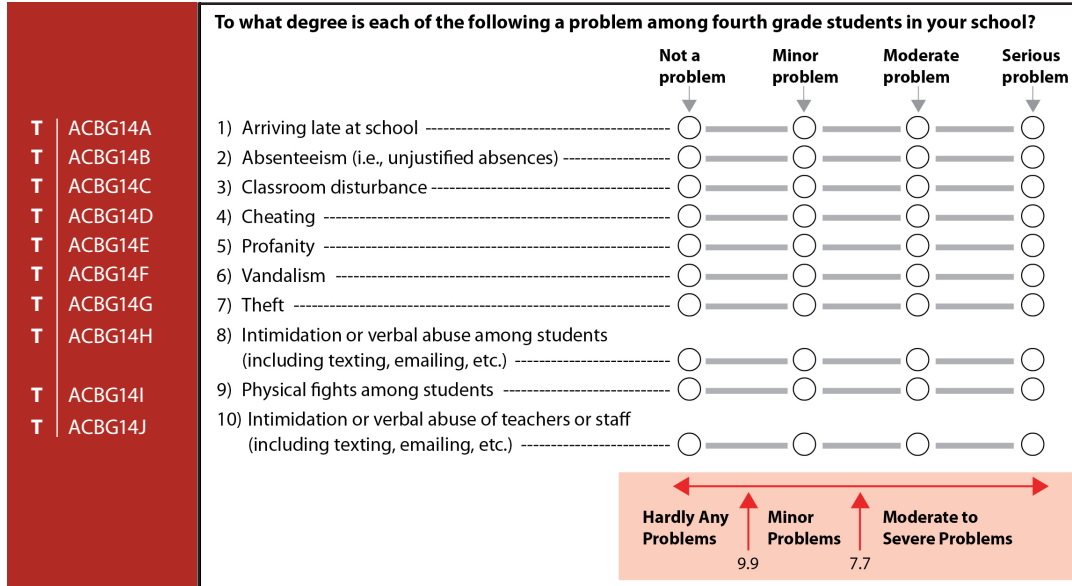 To what degree is each of the following a problem among fourth grade students in your school?
Not a problem
Minor problem
Moderate problem
Serious problem
T ACBG14A 1) Arriving late at school
T ACBG14B 2) Absenteeism (i.e., unjustified absences)
T ACBG14C 3) Classroom disturbance
T ACBG14D 4) Cheating
T ACBG14E 5) Profanity
T ACBG14F 6) Vandalism
T ACBG14G 7) Theft
T ACBG14H 8) Intimidation or verbal abuse among students
(including texting, emailing, etc.)
T ACBG14I 9) Physical fights among students
T ACBG14J 10) Intimidation or verbal abuse of teachers or staff
(including texting, emailing, etc.)
Hardly Any Problems
Minor Problems
Moderate to Severe Problems
9.9
7.7